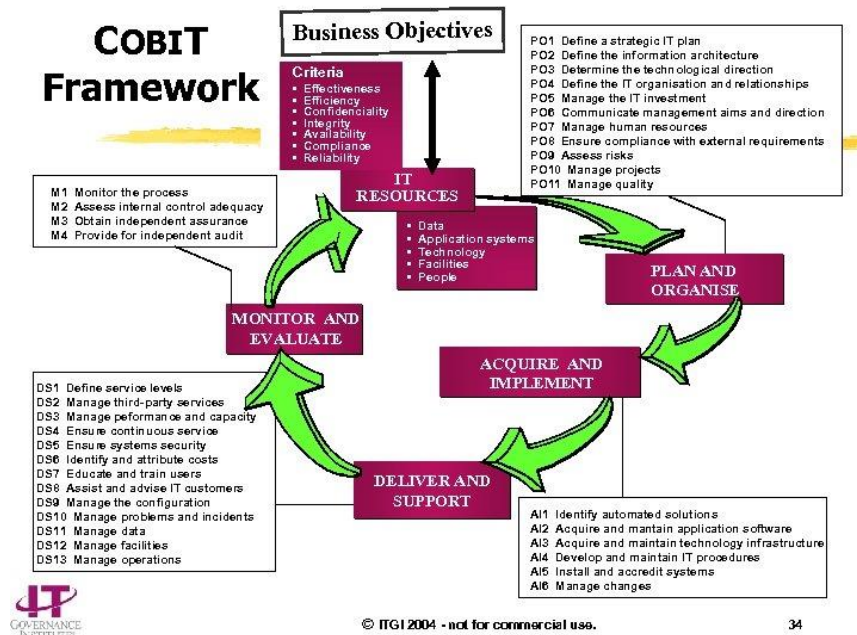 COBIT
Framework
Business Objectives
Criteria
• Effectiveness
• Efficiency
• Confidenciality
• Integrity
• Availability
• Compliance
• Reliability
IT
RESOURCES
• Data
• Application systems
• Technology
• Facilities
• People
PO1 Define a strategic IT plan
PO2 Define the information architecture
PO3 Determine the technological direction
PO4 Define the IT organisation and relationships
PO5 Manage the IT investment
PO6 Communicate management aims and direction
PO7 Manage human resources
PO8 Ensure compliance with external requirements
PO9 Assess risks
PO10 Manage projects
PO11 Manage quality
PLAN AND
ORGANISE
M1 Monitor the process
M2 Assess internal control adequacy
M3 Obtain independent assurance
M4 Provide for independent audit
MONITOR AND
EVALUATE
ACQUIRE AND
IMPLEMENT
DS1 Define service levels
DS2 Manage third-party services
DS3 Manage peformance and capacity
DS4 Ensure continuous service
DS5 Ensure systems security
DS6 Identify and attribute costs
DS7 Educate and train users
DS8 Assist and advise IT customers
DS9 Manage the configuration
DS10 Manage problems and incidents
DS11 Manage data
DS12 Manage facilities
DS13 Manage operations
DELIVER AND
SUPPORT
AI1 Identify automated solutions
AI2 Acquire and mantain application software
AI3 Acquire and maintain technology infrastructure
AI4 Develop and maintain IT procedures
AI5 Install and accredit systems
AI6 Manage changes
IT
GOVERNANCE
© ITGI 2004 - not for commercial use.
34